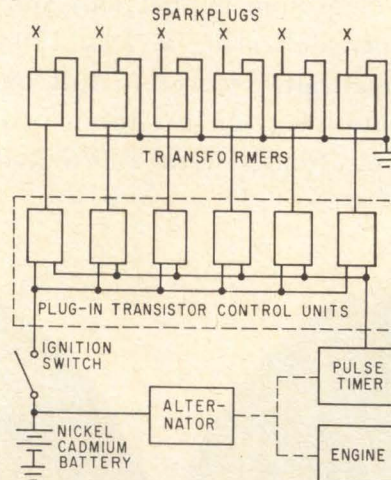 SPARKPLUGS
X X X X X X
TRANSFORMERS
PLUG-IN TRANSISTOR CONTROL UNITS
IGNITION
SWITCH
PULSE
TIMER
ALTER-
NATOR
NICKEL
CADMIUM
BATTERY
ENGINE